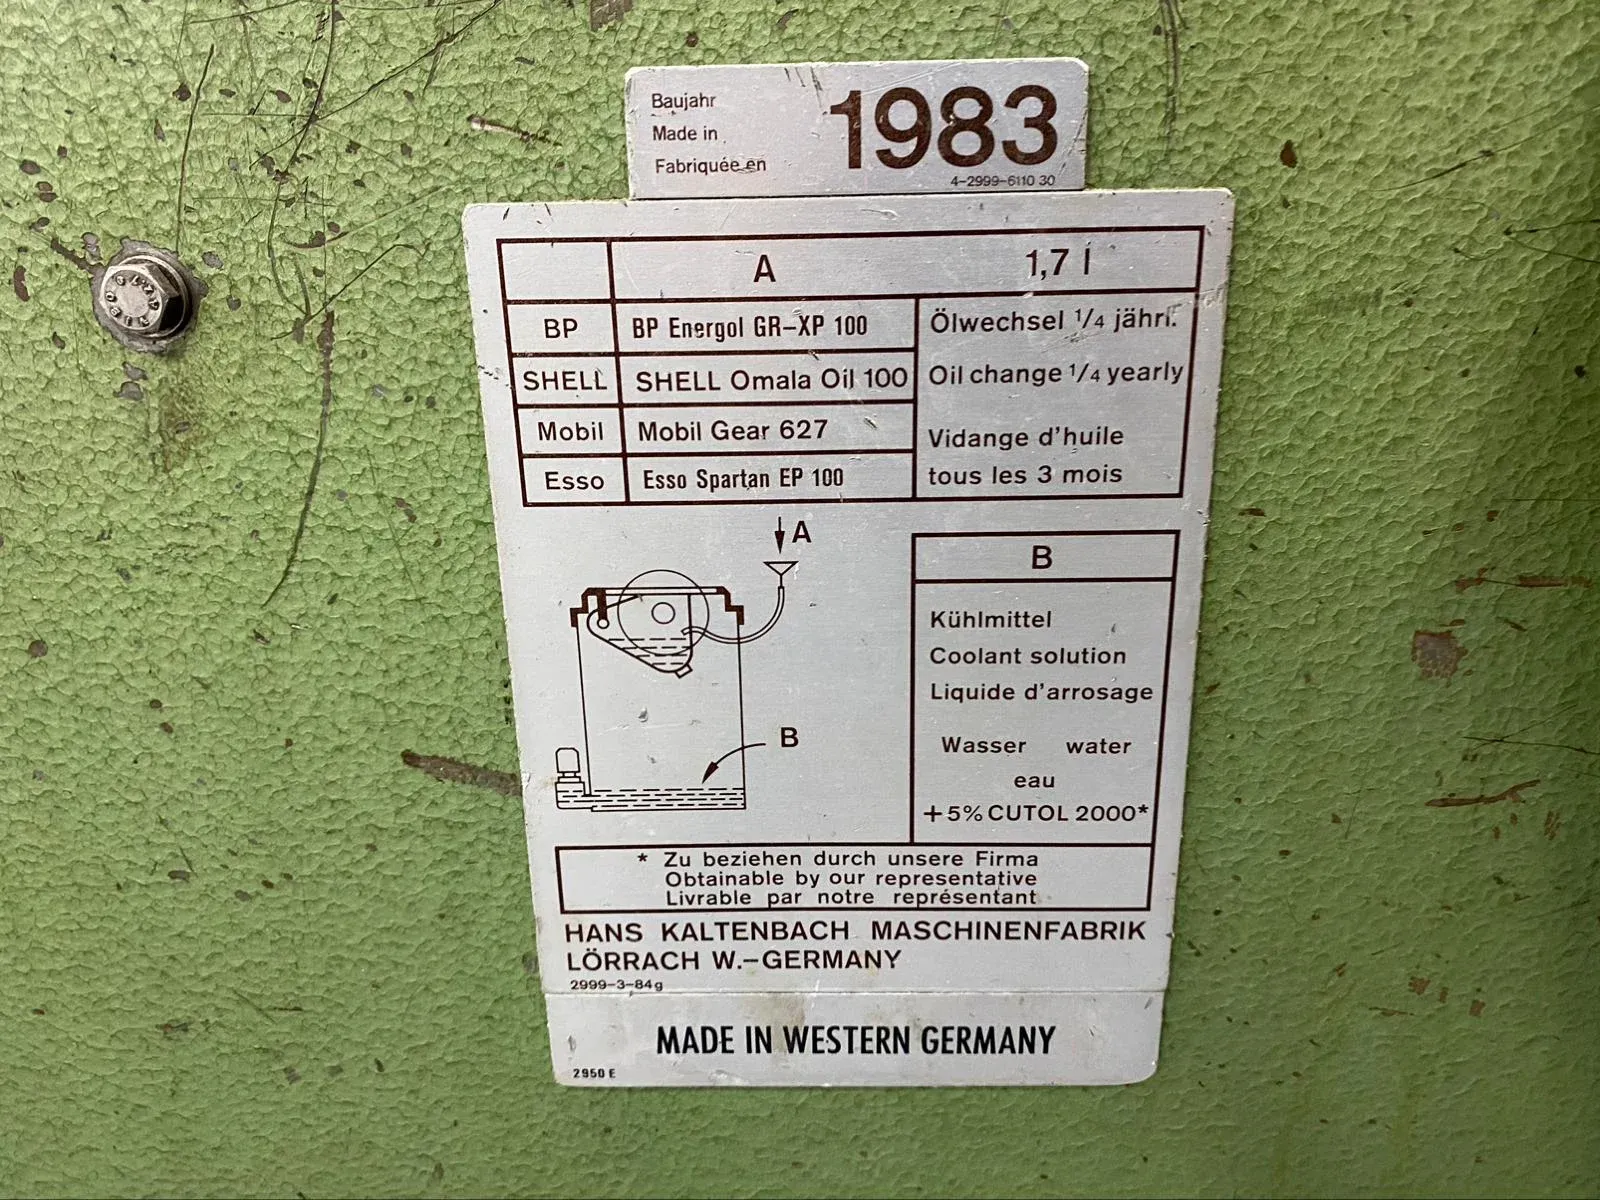 Baujahr
Made in
Fabriquée en
1983
4-2999-6110 30
A 1,7 l
BP BP Energol GR-XP 100
SHELL SHELL Omala Oil 100
Mobil Mobil Gear 627
Esso Esso Spartan EP 100
Ölwechsel 1/4 jährl.
Oil change 1/4 yearly
Vidange d'huile
tous les 3 mois
A
B
B
Kühlmittel
Coolant solution
Liquide d'arrosage
Wasser water
eau
+5% CUTOL 2000*
* Zu beziehen durch unsere Firma
Obtainable by our representative
Livrable par notre représentant
HANS KALTENBACH MASCHINENFABRIK
LÖRRACH W.-GERMANY
2999-3-84g
MADE IN WESTERN GERMANY
2950 E